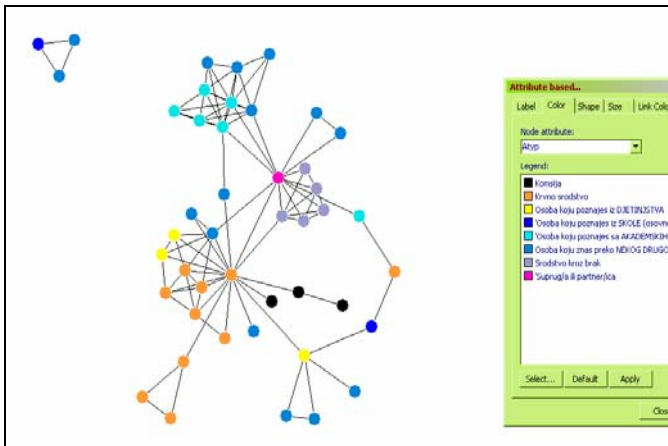 Attribute based...
Label Color Shape Size Link Colo
Node attribute:
Atyp
Legend:
Komsija
Krvno srodstvo
Osoba koju poznajes iz DJETINJSTVA
'Osoba koju poznajes iz SKOLE (osovn
'Osoba koju poznajes sa AKADEMSKIH
Osoba koju znas preko NEKOG DRUGO
Srodstvo kroz brak
'Suprug/a ili partner/ica
Select... Default Apply
Close